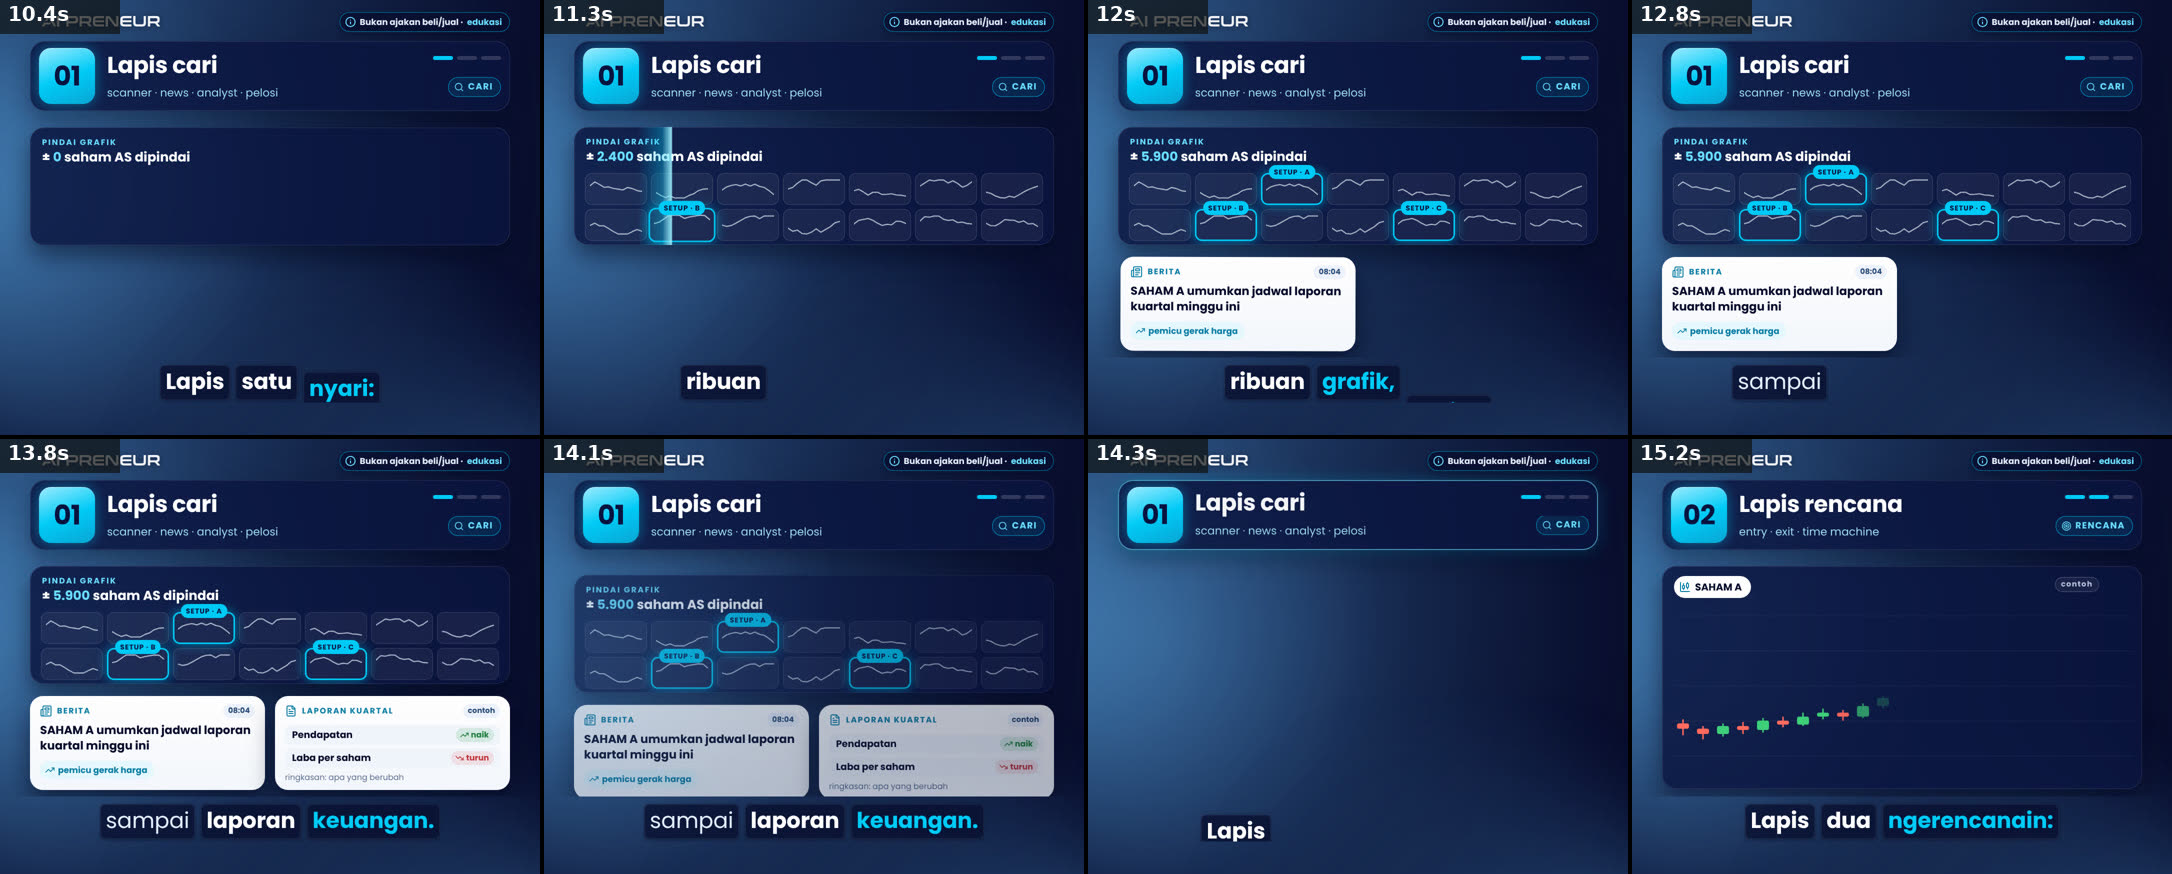 10.4s
AI PRENEUR
Bukan ajakan beli/jual · edukasi
01
Lapis cari
scanner · news · analyst · pelosi
CARI
PINDAI GRAFIK
± 0 saham AS dipindai
Lapis satu nyari:
11.3s
AI PRENEUR
Bukan ajakan beli/jual · edukasi
01
Lapis cari
scanner · news · analyst · pelosi
CARI
PINDAI GRAFIK
± 2.400 saham AS dipindai
SETUP · B
ribuan
12s
AI PRENEUR
Bukan ajakan beli/jual · edukasi
01
Lapis cari
scanner · news · analyst · pelosi
CARI
PINDAI GRAFIK
± 5.900 saham AS dipindai
SETUP · A
SETUP · B
SETUP · C
BERITA
08:04
SAHAM A umumkan jadwal laporan
kuartal minggu ini
pemicu gerak harga
ribuan grafik,
12.8s
AI PRENEUR
Bukan ajakan beli/jual · edukasi
01
Lapis cari
scanner · news · analyst · pelosi
CARI
PINDAI GRAFIK
± 5.900 saham AS dipindai
SETUP · A
SETUP · B
SETUP · C
BERITA
08:04
SAHAM A umumkan jadwal laporan
kuartal minggu ini
pemicu gerak harga
sampai
13.8s
AI PRENEUR
Bukan ajakan beli/jual · edukasi
01
Lapis cari
scanner · news · analyst · pelosi
CARI
PINDAI GRAFIK
± 5.900 saham AS dipindai
SETUP · A
SETUP · B
SETUP · C
BERITA
08:04
SAHAM A umumkan jadwal laporan
kuartal minggu ini
pemicu gerak harga
LAPORAN KUARTAL
contoh
Pendapatan
naik
Laba per saham
turun
ringkasan: apa yang berubah
sampai laporan keuangan.
14.1s
AI PRENEUR
Bukan ajakan beli/jual · edukasi
01
Lapis cari
scanner · news · analyst · pelosi
CARI
PINDAI GRAFIK
± 5.900 saham AS dipindai
SETUP · A
SETUP · B
SETUP · C
BERITA
08:04
SAHAM A umumkan jadwal laporan
kuartal minggu ini
pemicu gerak harga
LAPORAN KUARTAL
contoh
Pendapatan
naik
Laba per saham
turun
ringkasan: apa yang berubah
sampai laporan keuangan.
14.3s
AI PRENEUR
Bukan ajakan beli/jual · edukasi
01
Lapis cari
scanner · news · analyst · pelosi
CARI
Lapis
15.2s
AI PRENEUR
Bukan ajakan beli/jual · edukasi
02
Lapis rencana
entry · exit · time machine
RENCANA
SAHAM A
contoh
Lapis dua ngerencanain: